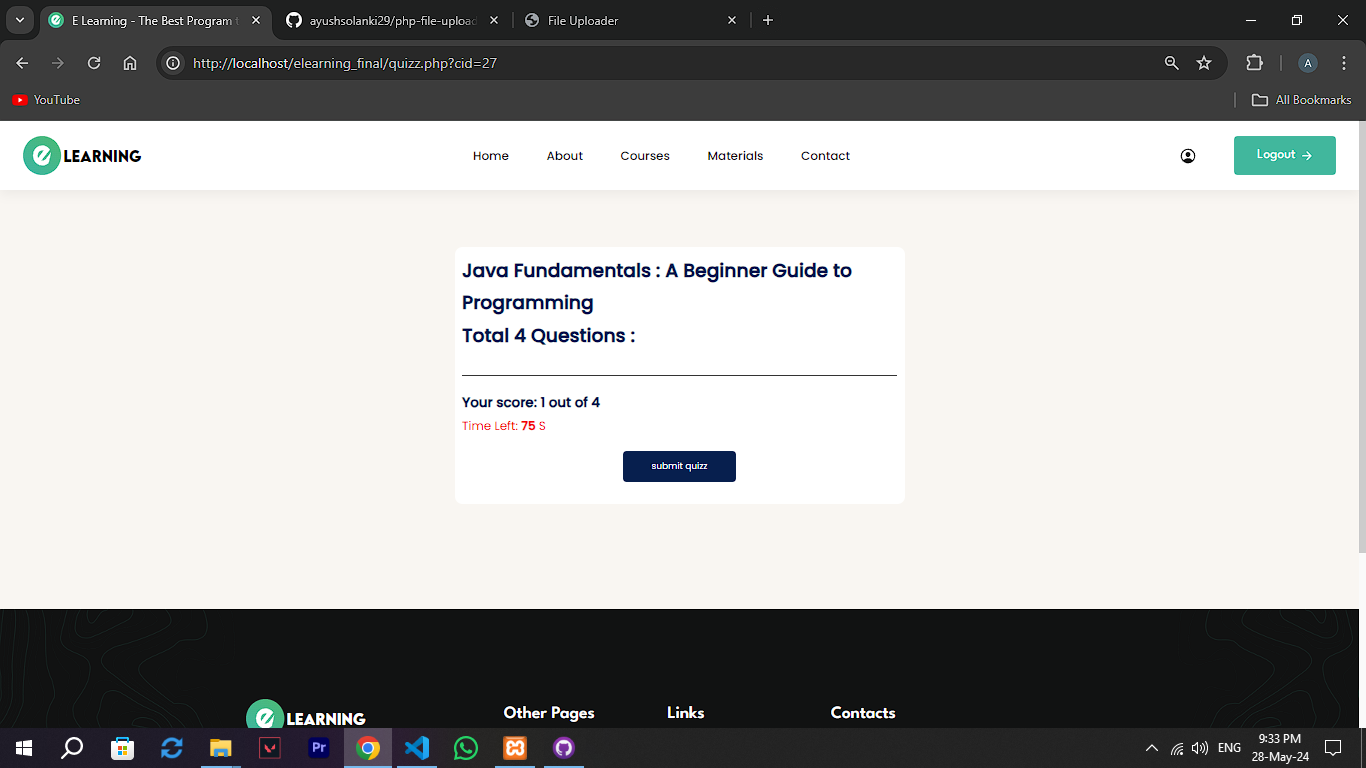 E Learning - The Best Program
ayushsolanki29/php-file-upload
File Uploader
http://localhost/elearning_final/quizz.php?cid=27
A
YouTube
All Bookmarks
e LEARNING
Home
About
Courses
Materials
Contact
Logout →
Java Fundamentals : A Beginner Guide to
Programming
Total 4 Questions :
Your score: 1 out of 4
Time Left: 75 S
submit quizz
e LEARNING
Other Pages
Links
Contacts
Pr
ENG
9:33 PM
28-May-24